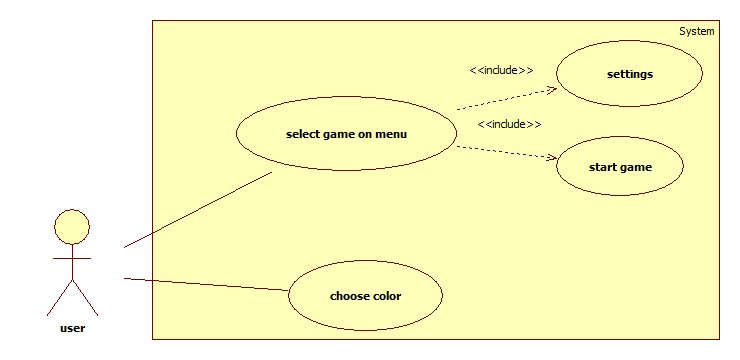 System
<<include>>
settings
<<include>>
select game on menu
start game
choose color
user